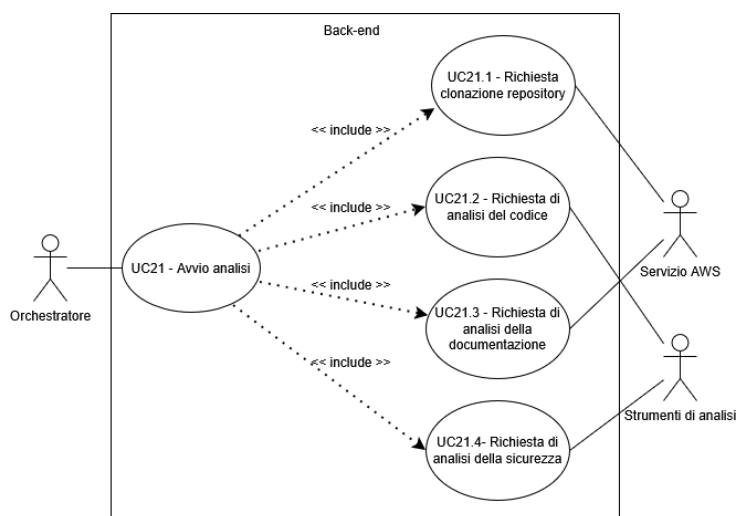 Back-end
UC21.1 - Richiesta
clonazione repository
<< include >>
UC21.2 - Richiesta di
analisi del codice
<< include >>
UC21 - Avvio analisi
Orchestratore
Servizio AWS
<< include >>
UC21.3 - Richiesta di
analisi della
documentazione
<< include >>
Strumenti di analisi
UC21.4- Richiesta di
analisi della sicurezza